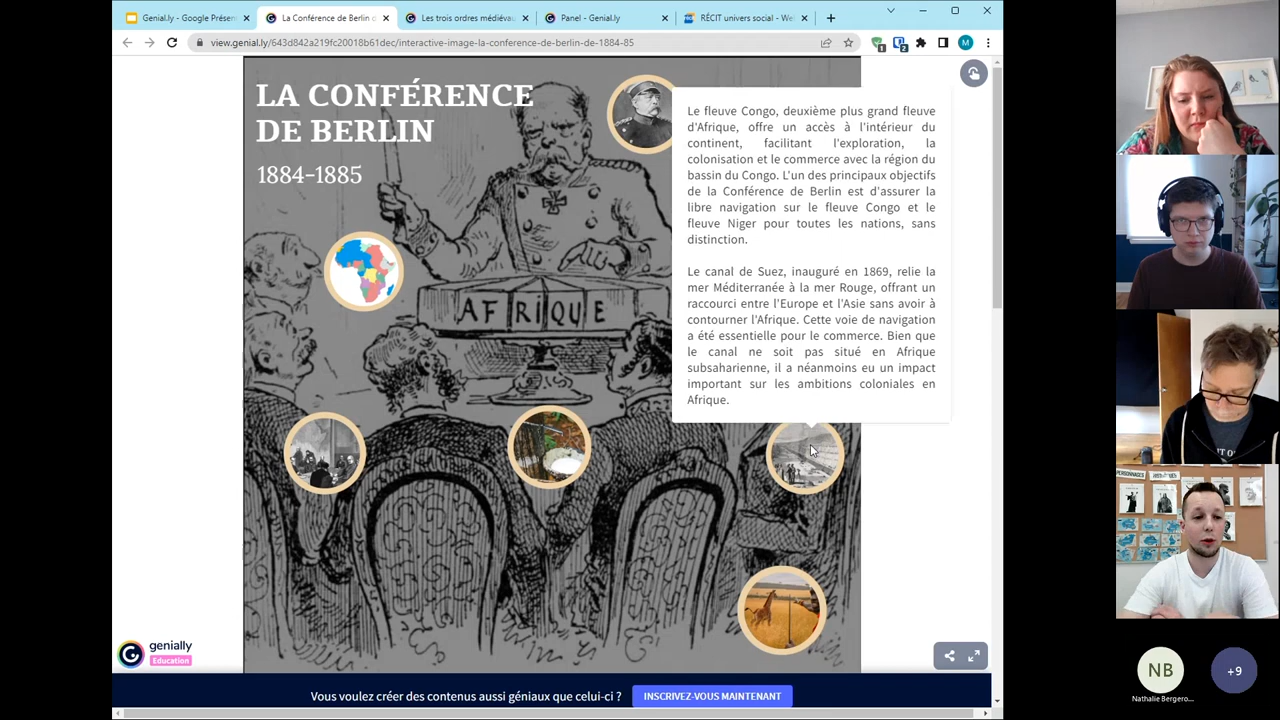 Genial.ly - Google Présen
La Conférence de Berlin d
Les trois ordres médiévau
Panel - Genial.ly
RÉCIT univers social - We
view.genial.ly/643d842a219fc20018b61dec/interactive-image-la-conference-de-berlin-de-1884-85
1
2
M
LA CONFÉRENCE
DE BERLIN
1884-1885
AFRIQUE
Le fleuve Congo, deuxième plus grand fleuve
d'Afrique, offre un accès à l'intérieur du
continent, facilitant l'exploration, la
colonisation et le commerce avec la région du
bassin du Congo. L'un des principaux objectifs
de la Conférence de Berlin est d'assurer la
libre navigation sur le fleuve Congo et le
fleuve Niger pour toutes les nations, sans
distinction.
Le canal de Suez, inauguré en 1869, relie la
mer Méditerranée à la mer Rouge, offrant un
raccourci entre l'Europe et l'Asie sans avoir à
contourner l'Afrique. Cette voie de navigation
a été essentielle pour le commerce. Bien que
le canal ne soit pas situé en Afrique
subsaharienne, il a néanmoins eu un impact
important sur les ambitions coloniales en
Afrique.
genially
Education
Vous voulez créer des contenus aussi géniaux que celui-ci ?
INSCRIVEZ-VOUS MAINTENANT
PERSONNAGES
HISTORIQUES
NB
Nathalie Bergero...
+9